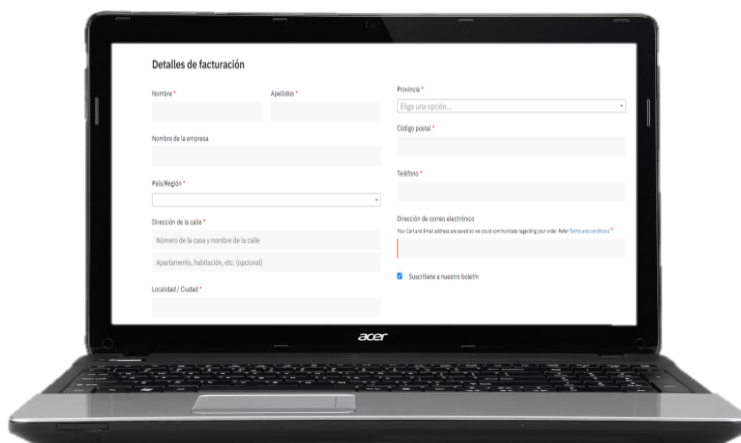 Detalles de facturación
Nombre *
Apellidos *
Nombre de la empresa
País/Región *
Dirección de la calle *
Número de la casa y nombre de la calle
Apartamento, habitación, etc. (opcional)
Localidad / Ciudad *
Provincia *
Elige una opción...
Código postal *
Teléfono *
Dirección de correo electrónico
Your Cart and Email address are saved so we could communicate regarding your order. Refer Terms and conditions *
Suscríbete a nuestro boletín
acer